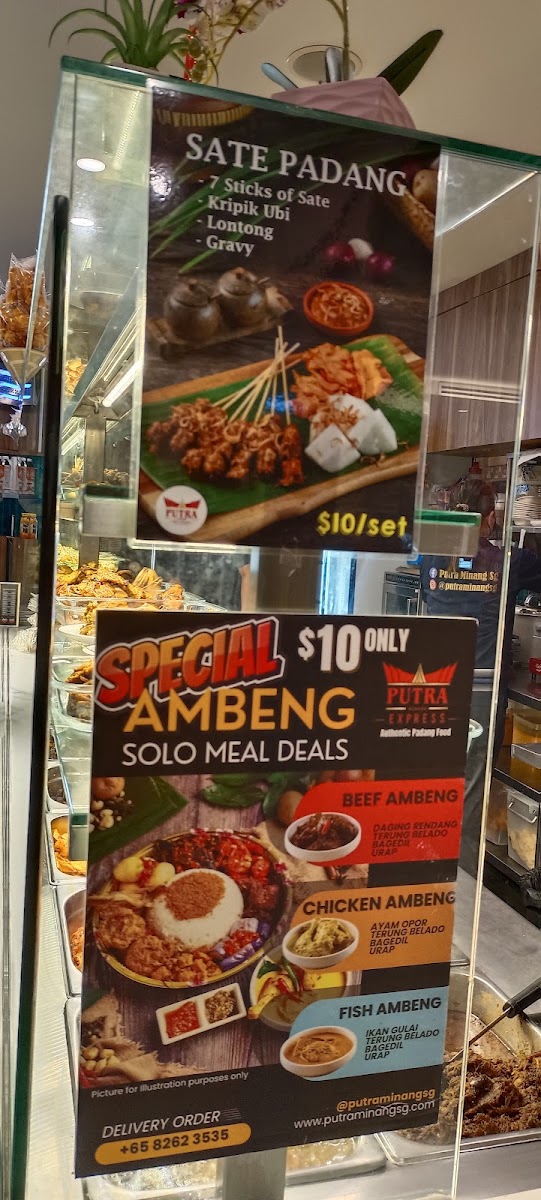 SATE PADANG
- 7 Sticks of Sate
- Kripik Ubi
- Lontong
- Gravy
PUTRA
$10/set
Putra Minang Sg
@putraminangsg
SPECIAL
$10 ONLY
AMBENG
SOLO MEAL DEALS
PUTRA
EXPRESS
Authentic Padang Food
BEEF AMBENG
DAGING RENDANG
TERUNG BELADO
BAGEDIL
URAP
CHICKEN AMBENG
AYAM OPOR
TERUNG BELADO
BAGEDIL
URAP
FISH AMBENG
IKAN GULAI
TERUNG BELADO
BAGEDIL
URAP
Picture for illustration purposes only
@putraminangsg
www.putraminangsg.com
DELIVERY ORDER
+65 8262 3535